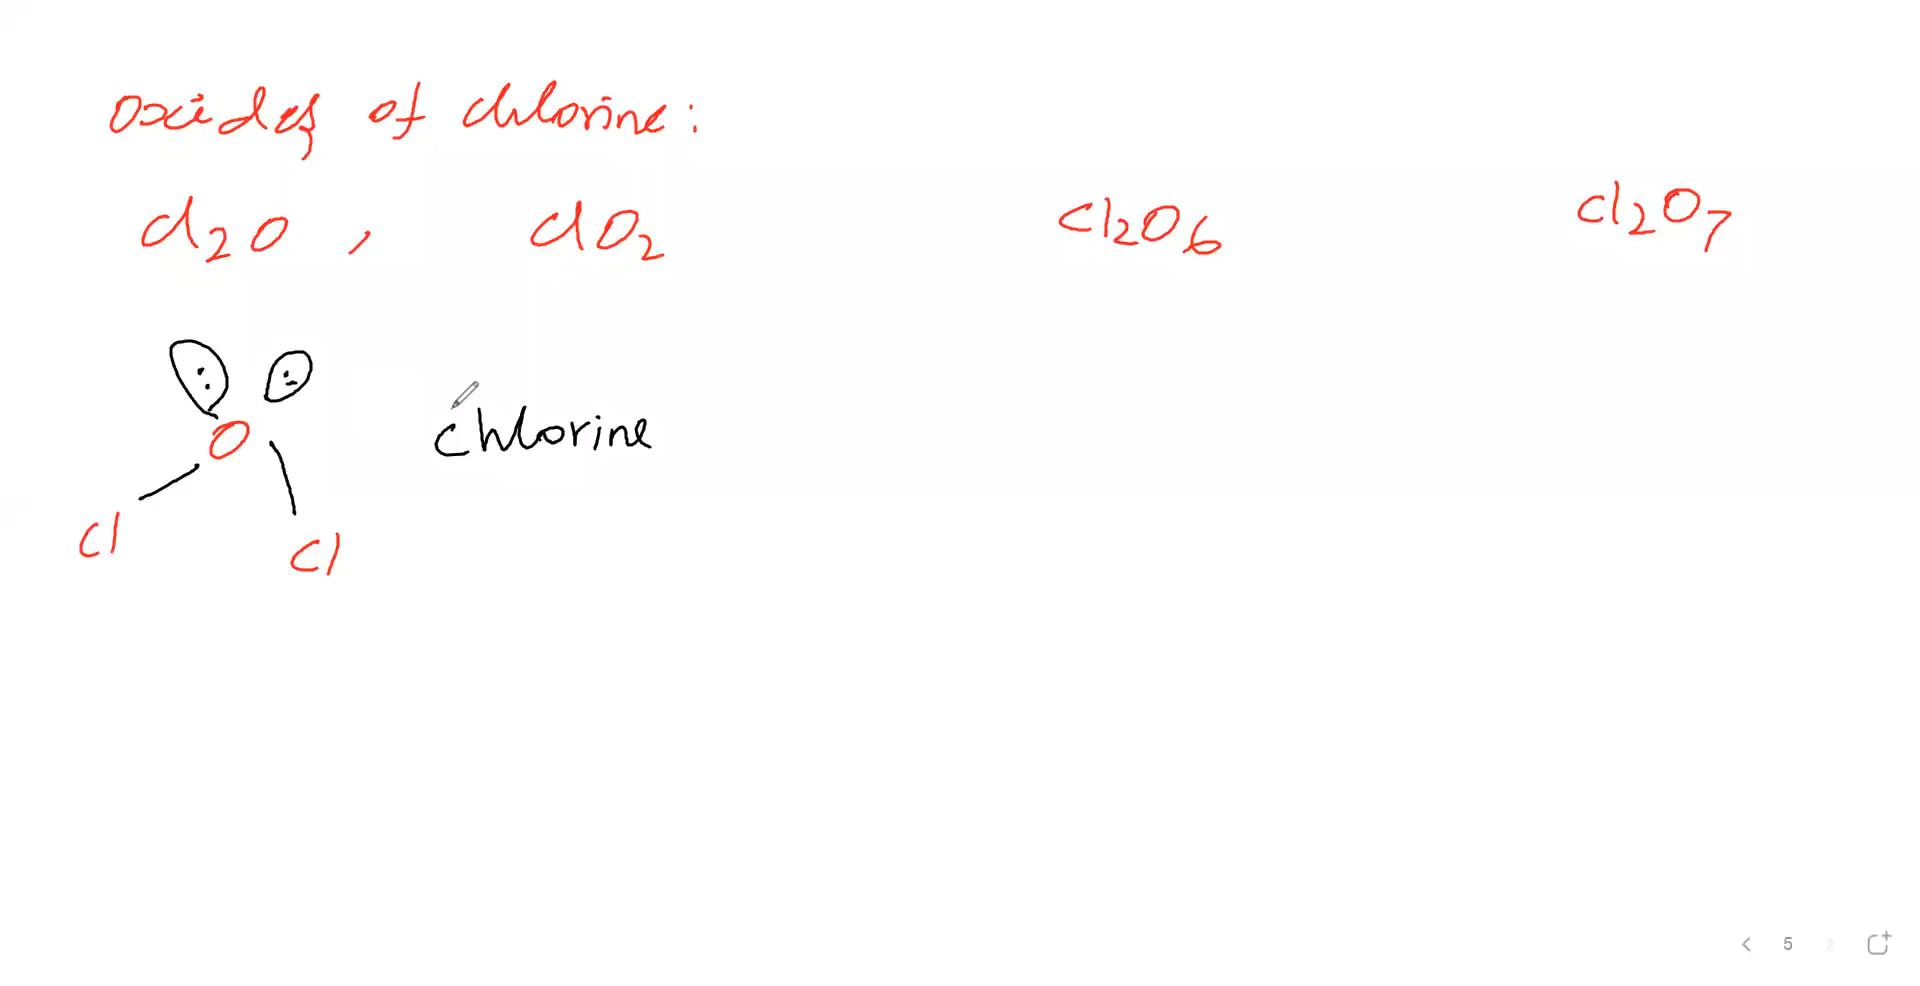 oxides of chlorine:
Cl2O , ClO2 Cl2O6 Cl2O7
O
chlorine
Cl
Cl
< 5 >